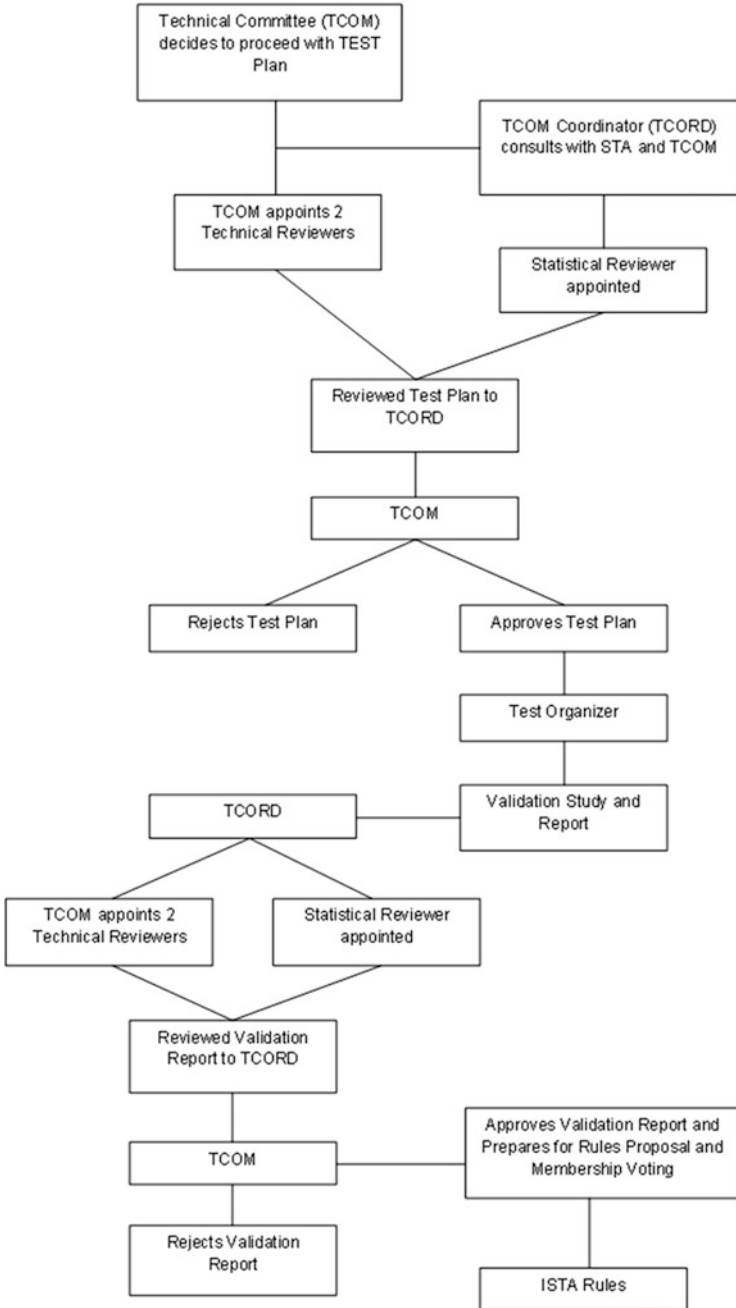 Technical Committee (TCOM)
decides to proceed with TEST
Plan
TCOM Coordinator (TCORD)
consults with STA and TCOM
TCOM appoints 2
Technical Reviewers
Statistical Reviewer
appointed
Reviewed Test Plan to
TCORD
TCOM
Rejects Test Plan
Approves Test Plan
Test Organizer
Validation Study and
Report
TCORD
TCOM appoints 2
Technical Reviewers
Statistical Reviewer
appointed
Reviewed Validation
Report to TCORD
TCOM
Approves Validation Report and
Prepares for Rules Proposal and
Membership Voting
Rejects Validation
Report
ISTA Rules